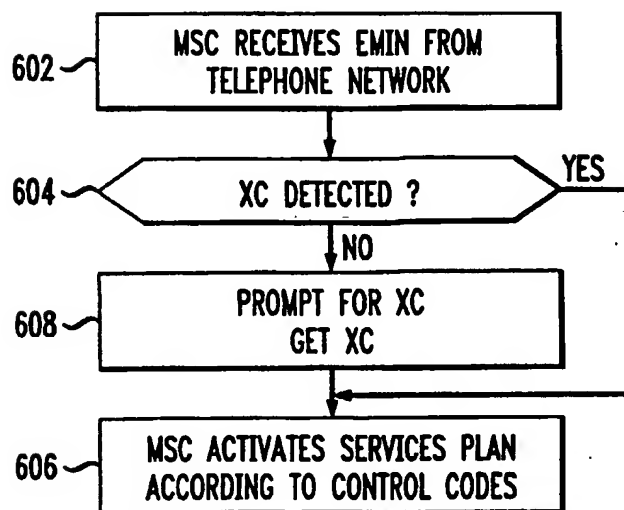 602
MSC RECEIVES EMIN FROM
TELEPHONE NETWORK
604
XC DETECTED ?
YES
NO
608
PROMPT FOR XC
GET XC
606
MSC ACTIVATES SERVICES PLAN
ACCORDING TO CONTROL CODES